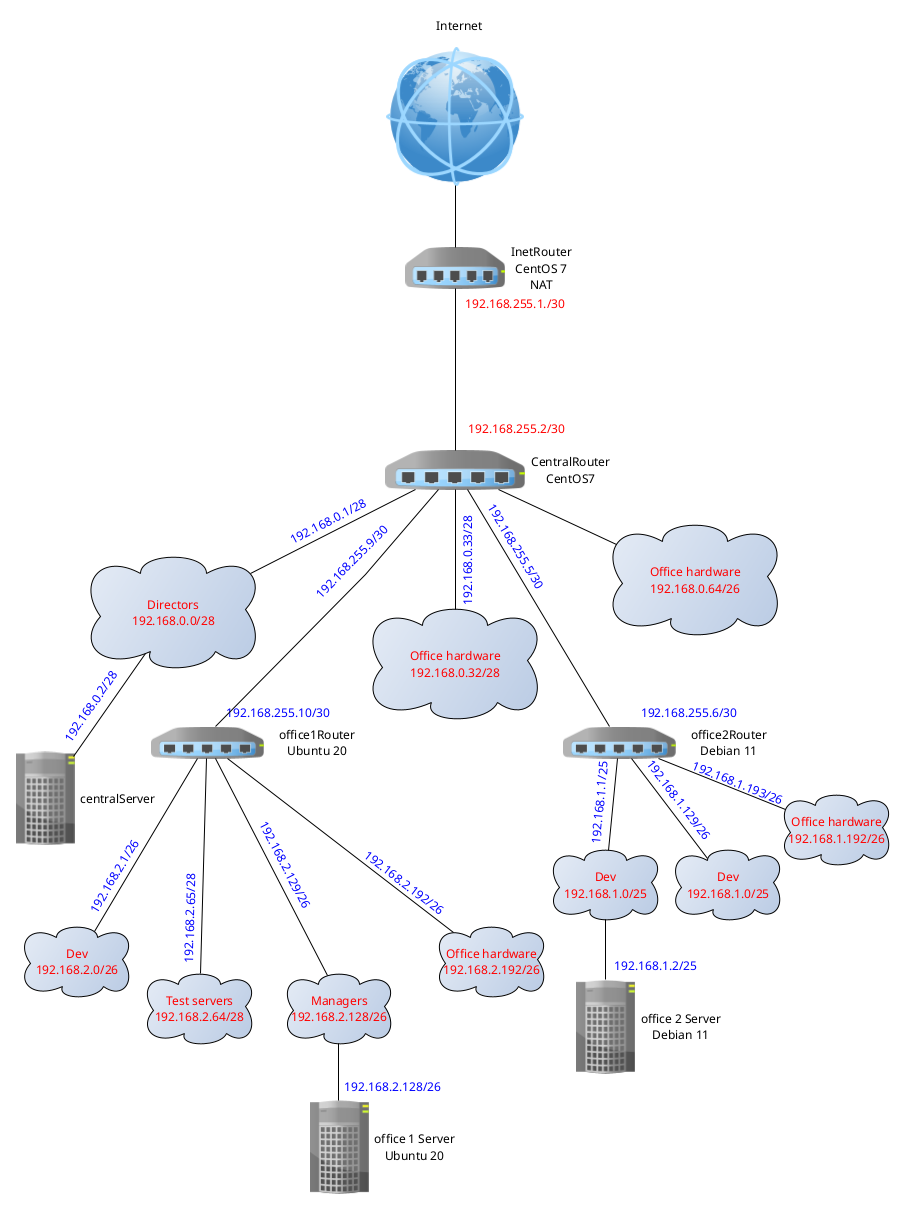 Internet
InetRouter
CentOS 7
NAT
192.168.255.1./30
192.168.255.2/30
CentralRouter
CentOS7
192.168.0.1/28
192.168.255.9/30
192.168.0.33/28
192.168.255.5/30
Office hardware
192.168.0.64/26
Directors
192.168.0.0/28
Office hardware
192.168.0.32/28
192.168.0.2/28
192.168.255.10/30
office1Router
Ubuntu 20
192.168.255.6/30
office2Router
Debian 11
centralServer
192.168.2.1/26
192.168.2.65/28
192.168.2.129/26
192.168.2.192/26
192.168.1.1/25
192.168.1.129/26
192.168.1.193/26
Office hardware
192.168.1.192/26
Dev
192.168.1.0/25
Dev
192.168.1.0/25
Dev
192.168.2.0/26
Office hardware
192.168.2.192/26
Test servers
192.168.2.64/28
Managers
192.168.2.128/26
192.168.1.2/25
office 2 Server
Debian 11
192.168.2.128/26
office 1 Server
Ubuntu 20